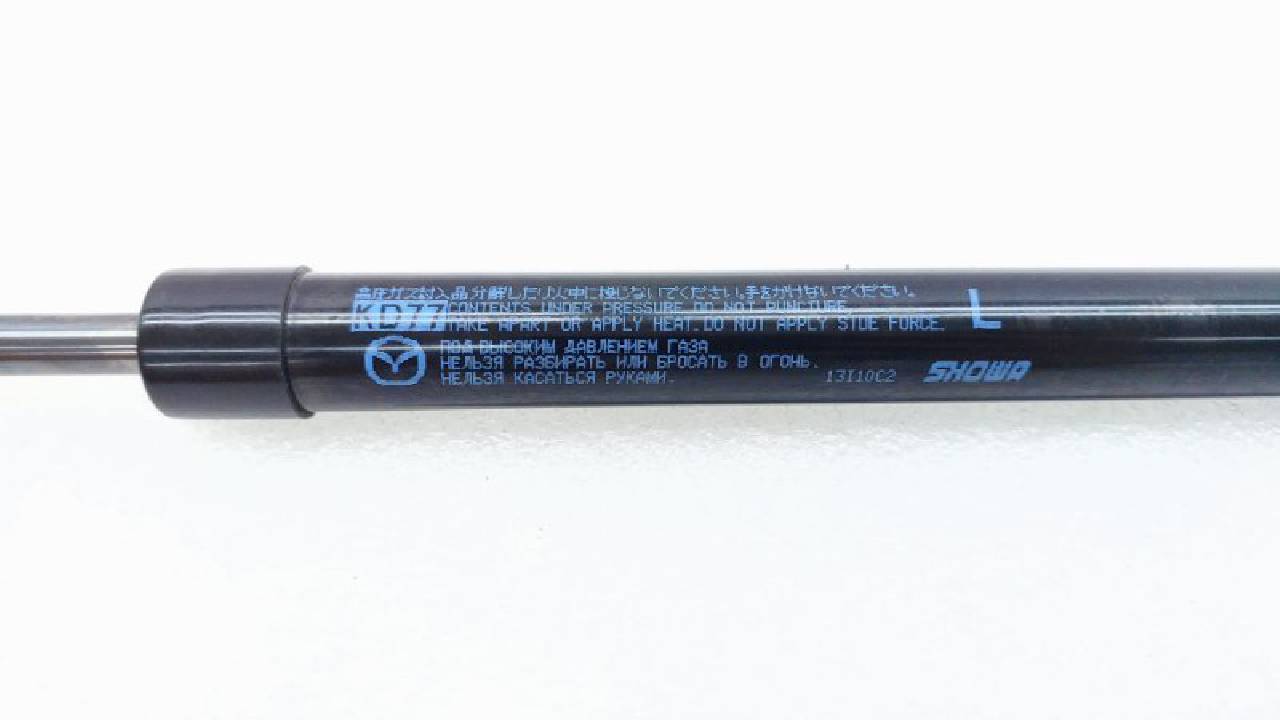 高圧ガス封入品分解したり火中に投じないでください.手をかけないでください.
KD77
CONTENTS UNDER PRESSURE.DO NOT PUNCTURE.
TAKE APART OR APPLY HEAT.DO NOT APPLY SIDE FORCE.
L
ПОД ВЫСОКИМ ДАВЛЕНИЕМ ГАЗА
НЕЛЬЗЯ РАЗБИРАТЬ ИЛИ БРОСАТЬ В ОГОНЬ.
НЕЛЬЗЯ КАСАТЬСЯ РУКАМИ.
13I10C2
SHOWA